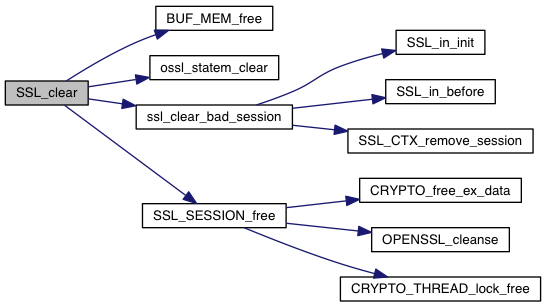 BUF_MEM_free
SSL_in_init
ossl_statem_clear
SSL_clear
SSL_in_before
ssl_clear_bad_session
SSL_CTX_remove_session
CRYPTO_free_ex_data
SSL_SESSION_free
OPENSSL_cleanse
CRYPTO_THREAD_lock_free